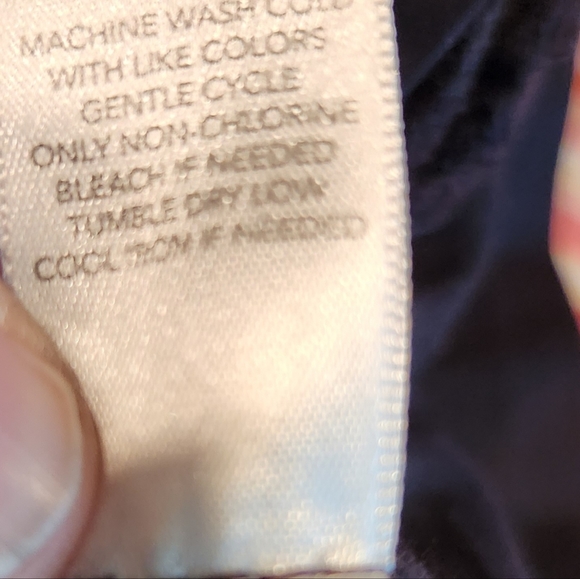 MACHINE WASH COLD
WITH LIKE COLORS
GENTLE CYCLE
ONLY NON-CHLORINE
BLEACH IF NEEDED
TUMBLE DRY LOW
COOL IRON IF NEEDED